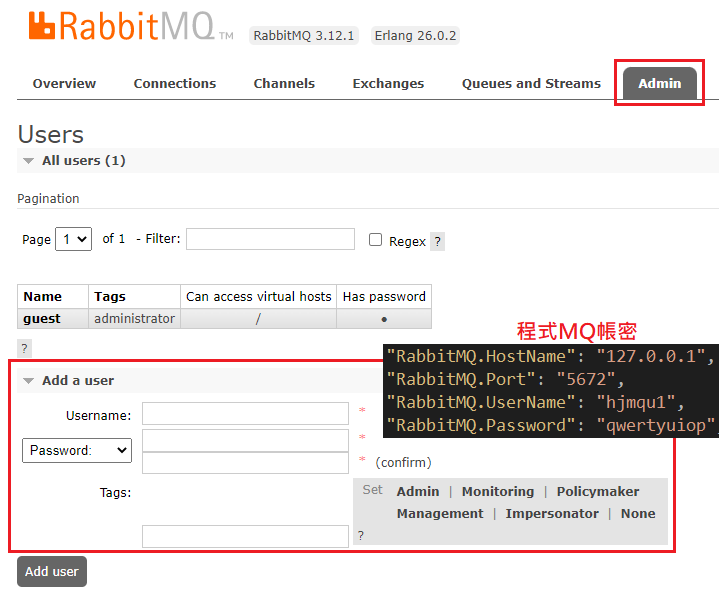 RabbitMQ TM RabbitMQ 3.12.1 Erlang 26.0.2
Overview Connections Channels Exchanges Queues and Streams Admin
Users
All users (1)
Pagination
Page 1 of 1 - Filter: Regex ?
Name Tags Can access virtual hosts Has password
guest administrator / •
?
程式MQ帳密
"RabbitMQ.HostName": "127.0.0.1",
"RabbitMQ.Port": "5672",
"RabbitMQ.UserName": "hjmqu1",
"RabbitMQ.Password": "qwertyuiop"
Add a user
Username: *
Password: *
* (confirm)
Tags:
Set Admin | Monitoring | Policymaker
Management | Impersonator | None
?
Add user